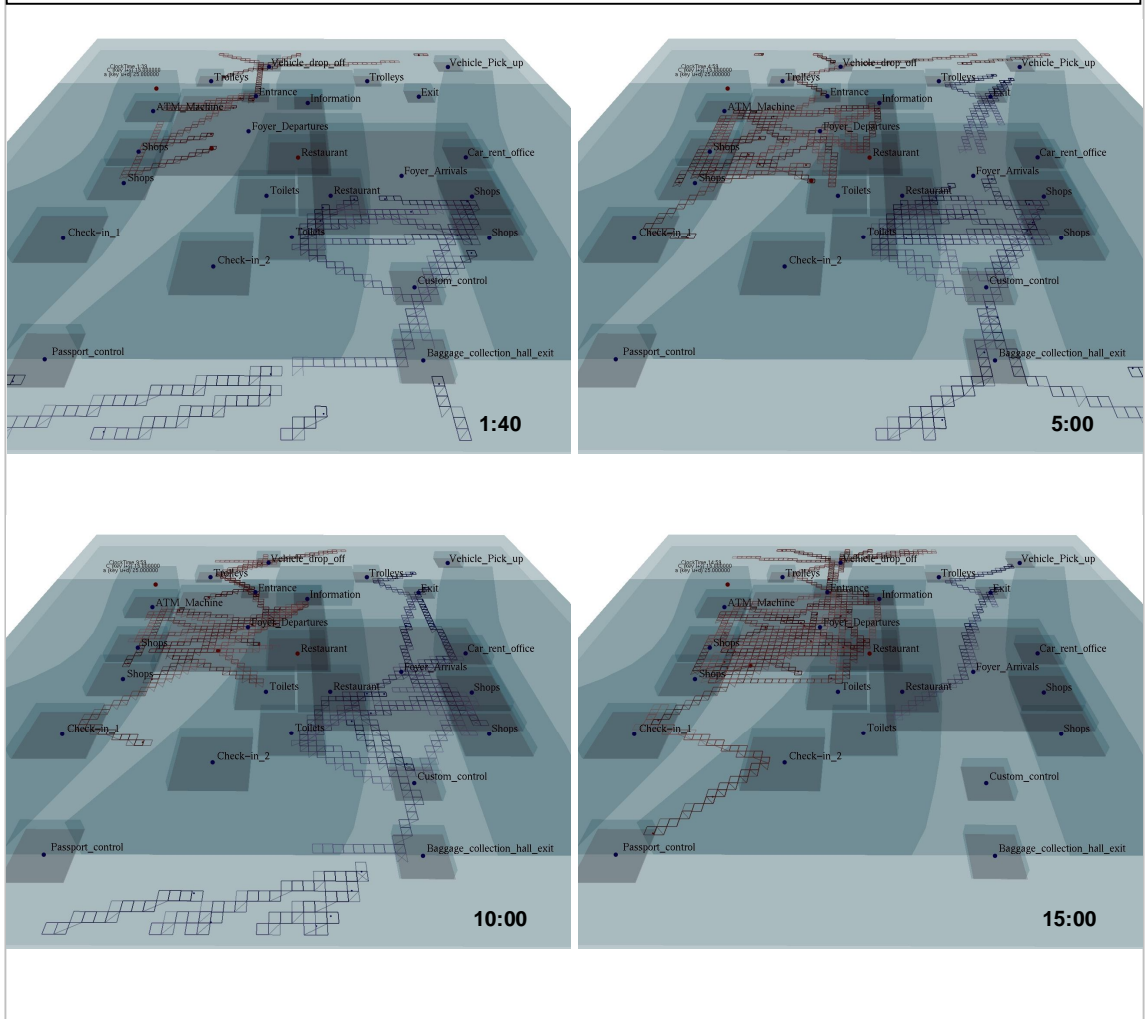 Vehicle_drop_off
Vehicle_Pick_up
Trolleys
Trolleys
Entrance
Information
Exit
ATM_Machine
Foyer_Departures
Shops
Restaurant
Car_rent_office
Foyer_Arrivals
Shops
Toilets
Restaurant
Shops
Check-in_1
Toilets
Shops
Check-in_2
Custom_control
Passport_control
Baggage_collection_hall_exit
1:40
Vehicle_drop_off
Vehicle_Pick_up
Trolleys
Trolleys
Entrance
Information
Exit
ATM_Machine
Foyer_Departures
Shops
Restaurant
Car_rent_office
Foyer_Arrivals
Shops
Toilets
Restaurant
Shops
Check-in_1
Toilets
Shops
Check-in_2
Custom_control
Passport_control
Baggage_collection_hall_exit
5:00
Vehicle_drop_off
Vehicle_Pick_up
Trolleys
Trolleys
Entrance
Information
Exit
ATM_Machine
Foyer_Departures
Shops
Restaurant
Car_rent_office
Foyer_Arrivals
Shops
Toilets
Restaurant
Shops
Check-in_1
Toilets
Shops
Check-in_2
Custom_control
Passport_control
Baggage_collection_hall_exit
10:00
Vehicle_drop_off
Vehicle_Pick_up
Trolleys
Trolleys
Entrance
Information
Exit
ATM_Machine
Foyer_Departures
Shops
Restaurant
Car_rent_office
Foyer_Arrivals
Shops
Toilets
Restaurant
Shops
Check-in_1
Toilets
Shops
Check-in_2
Custom_control
Passport_control
Baggage_collection_hall_exit
15:00